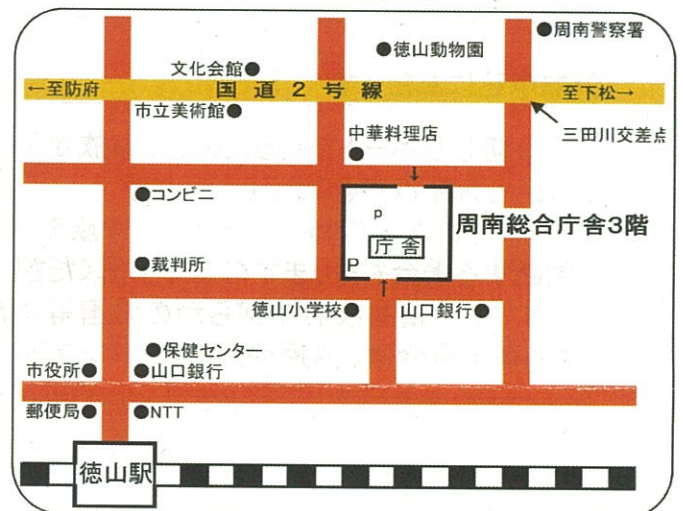 ●周南警察署
●徳山動物園
文化会館●
←至防府
国道2号線
至下松→
市立美術館●
三田川交差点
中華料理店
●
↓
●コンビニ
p
周南総合庁舎3階
庁舎
●裁判所
P
↑
徳山小学校●
山口銀行●
●保健センター
市役所●
●山口銀行
郵便局●
●NTT
徳山駅